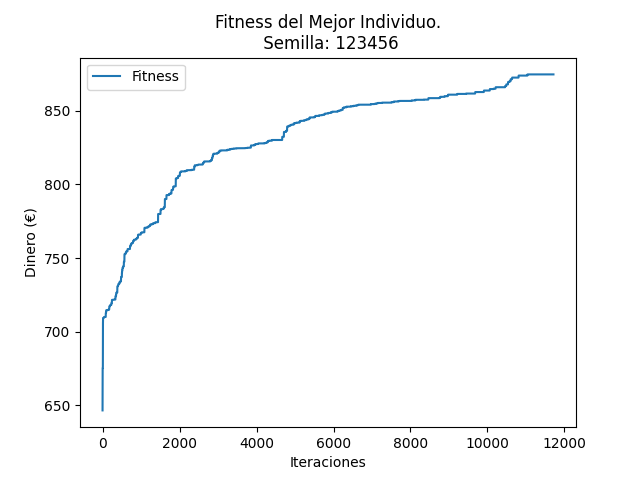 Fitness del Mejor Individuo.
Semilla: 123456
Fitness
850
800
750
700
650
Dinero (€)
0 2000 4000 6000 8000 10000 12000
Iteraciones